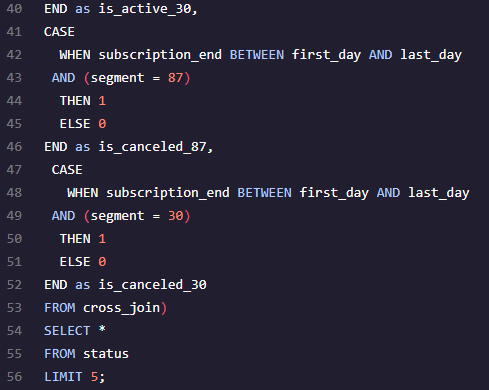 40 END as is_active_30,
41 CASE
42 WHEN subscription_end BETWEEN first_day AND last_day
43 AND (segment = 87)
44 THEN 1
45 ELSE 0
46 END as is_canceled_87,
47 CASE
48 WHEN subscription_end BETWEEN first_day AND last_day
49 AND (segment = 30)
50 THEN 1
51 ELSE 0
52 END as is_canceled_30
53 FROM cross_join)
54 SELECT *
55 FROM status
56 LIMIT 5;